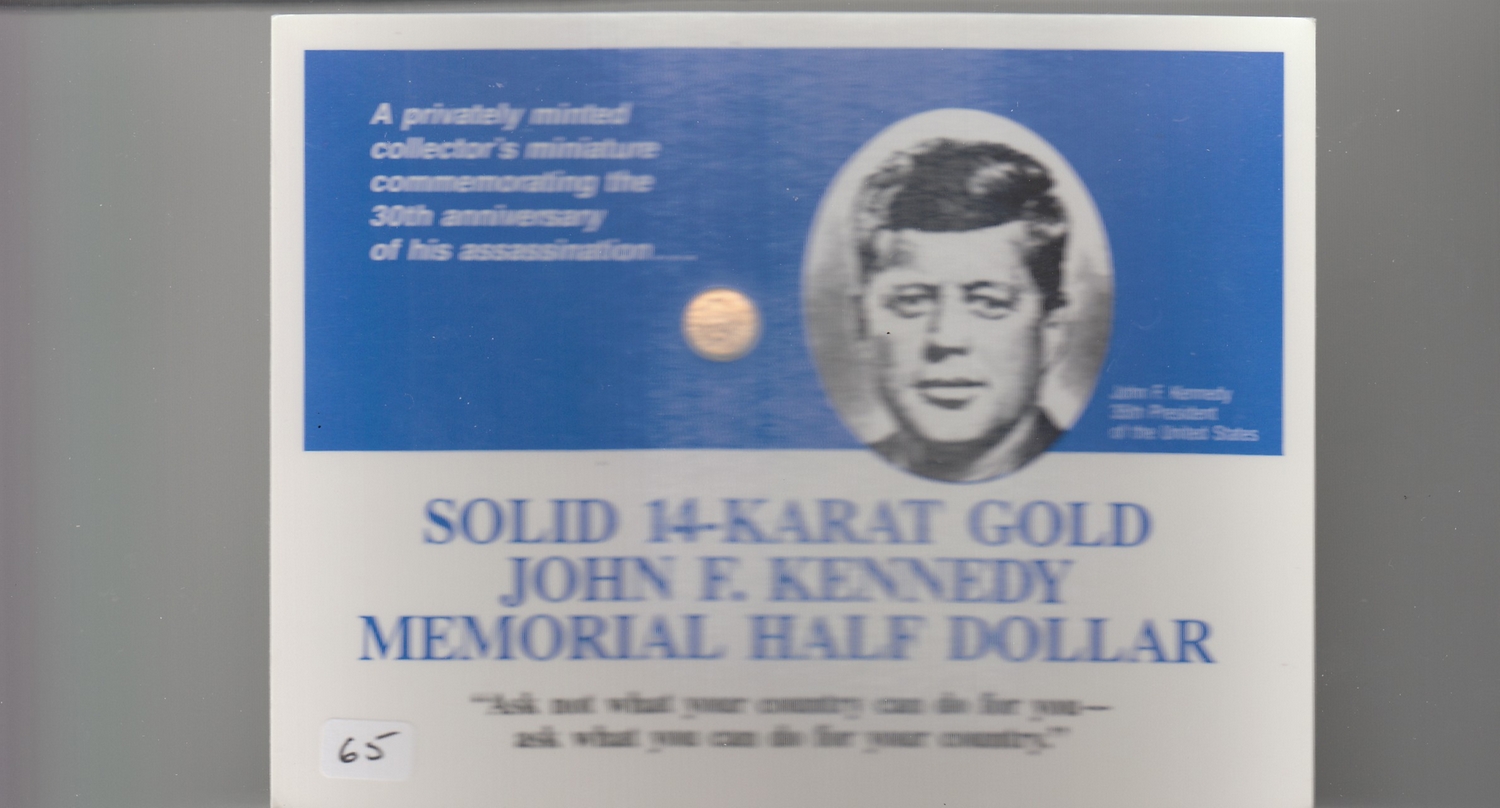 A privately minted
collector's miniature
commemorating the
30th anniversary
of his assassination.....
John F. Kennedy
35th President
of the United States
SOLID 14-KARAT GOLD
JOHN F. KENNEDY
MEMORIAL HALF DOLLAR
"Ask not what your country can do for you—
ask what you can do for your country."
65